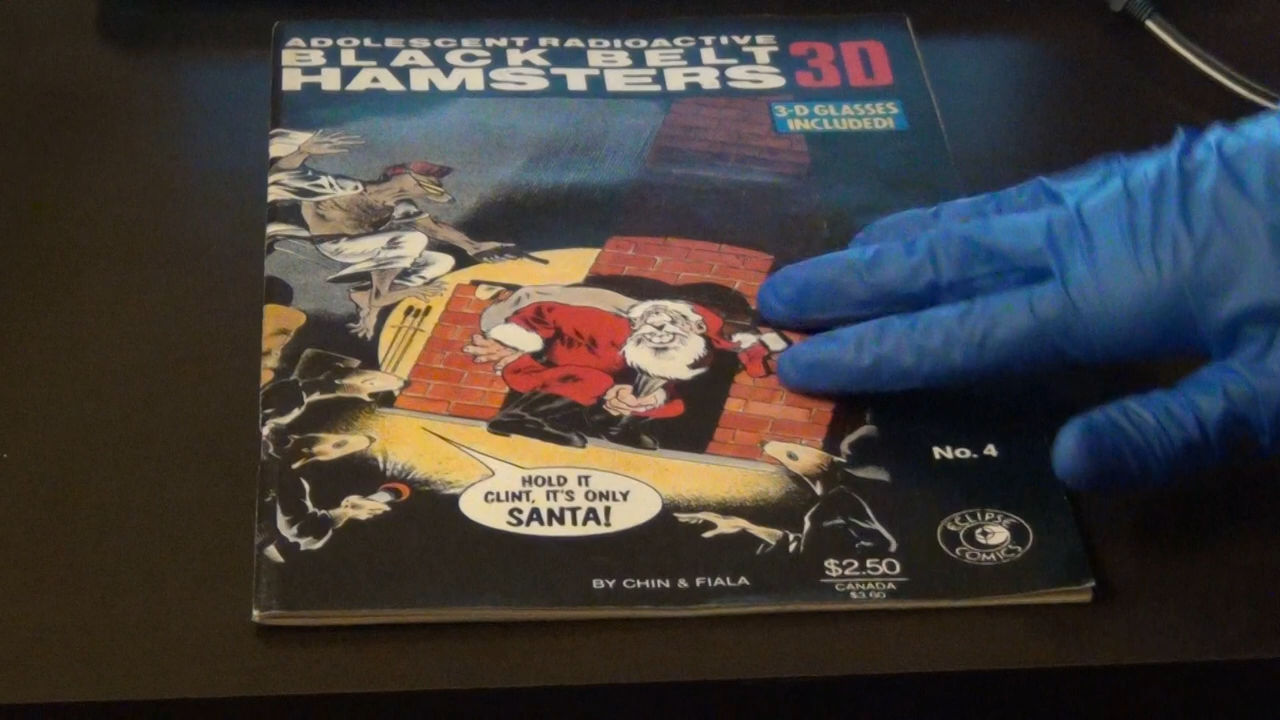 ADOLESCENT RADIOACTIVE
BLACK BELT
HAMSTERS 3D
3-D GLASSES
INCLUDED!
HOLD IT
CLINT, IT'S ONLY
SANTA!
No. 4
ECLIPSE
COMICS
BY CHIN & FIALA
$2.50
CANADA
$3.60